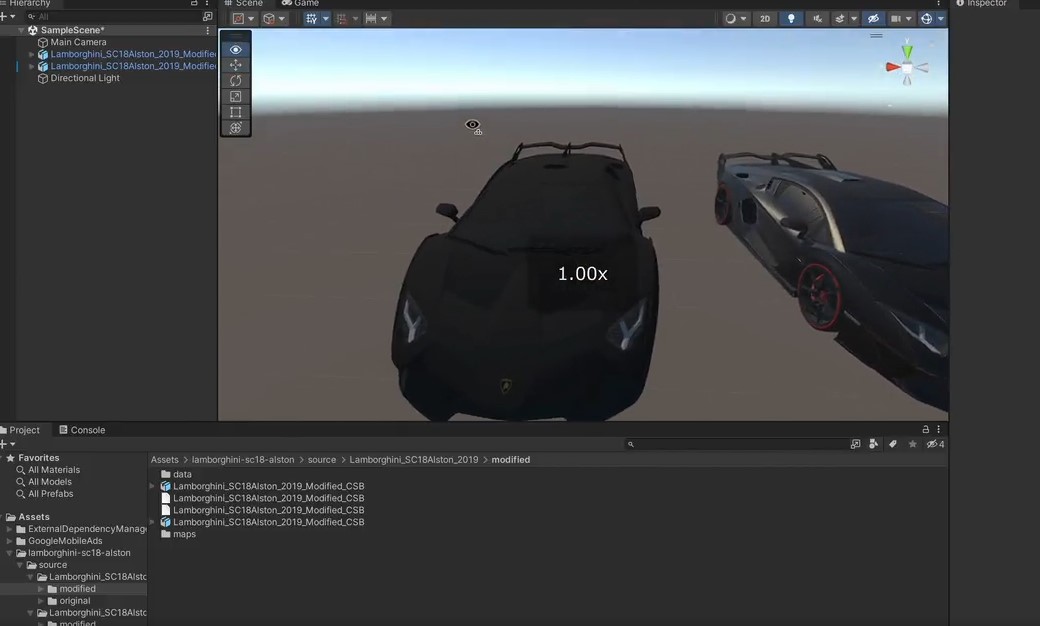 Hierarchy
Scene
Game
Inspector
All
2D
SampleScene*
Main Camera
Lamborghini_SC18Alston_2019_Modified
Lamborghini_SC18Alston_2019_Modifie
Directional Light
1.00x
Project
Console
4
Favorites
All Materials
All Models
All Prefabs
Assets
ExternalDependencyManag
GoogleMobileAds
lamborghini-sc18-alston
source
Lamborghini_SC18Alsto
modified
original
Lamborghini_SC18Alsto
modified
Assets > lamborghini-sc18-alston > source > Lamborghini_SC18Alston_2019 > modified
data
Lamborghini_SC18Alston_2019_Modified_CSB
Lamborghini_SC18Alston_2019_Modified_CSB
Lamborghini_SC18Alston_2019_Modified_CSB
Lamborghini_SC18Alston_2019_Modified_CSB
maps